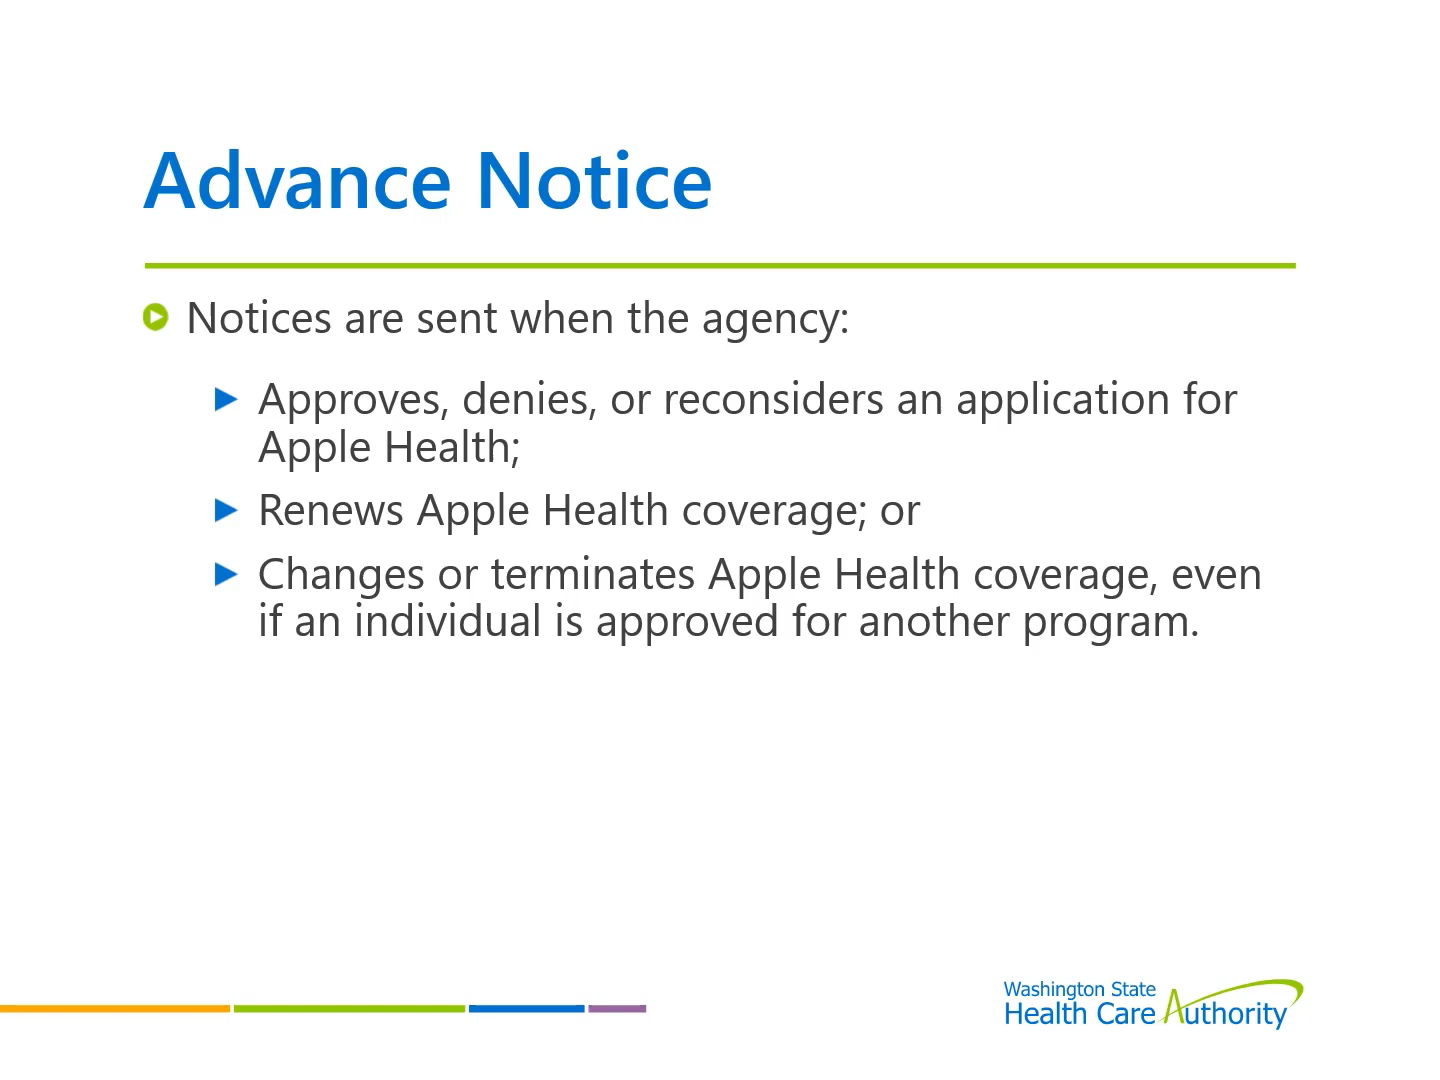 Advance Notice
Notices are sent when the agency:
Approves, denies, or reconsiders an application for
Apple Health;
Renews Apple Health coverage; or
Changes or terminates Apple Health coverage, even
if an individual is approved for another program.
Washington State
Health Care Authority